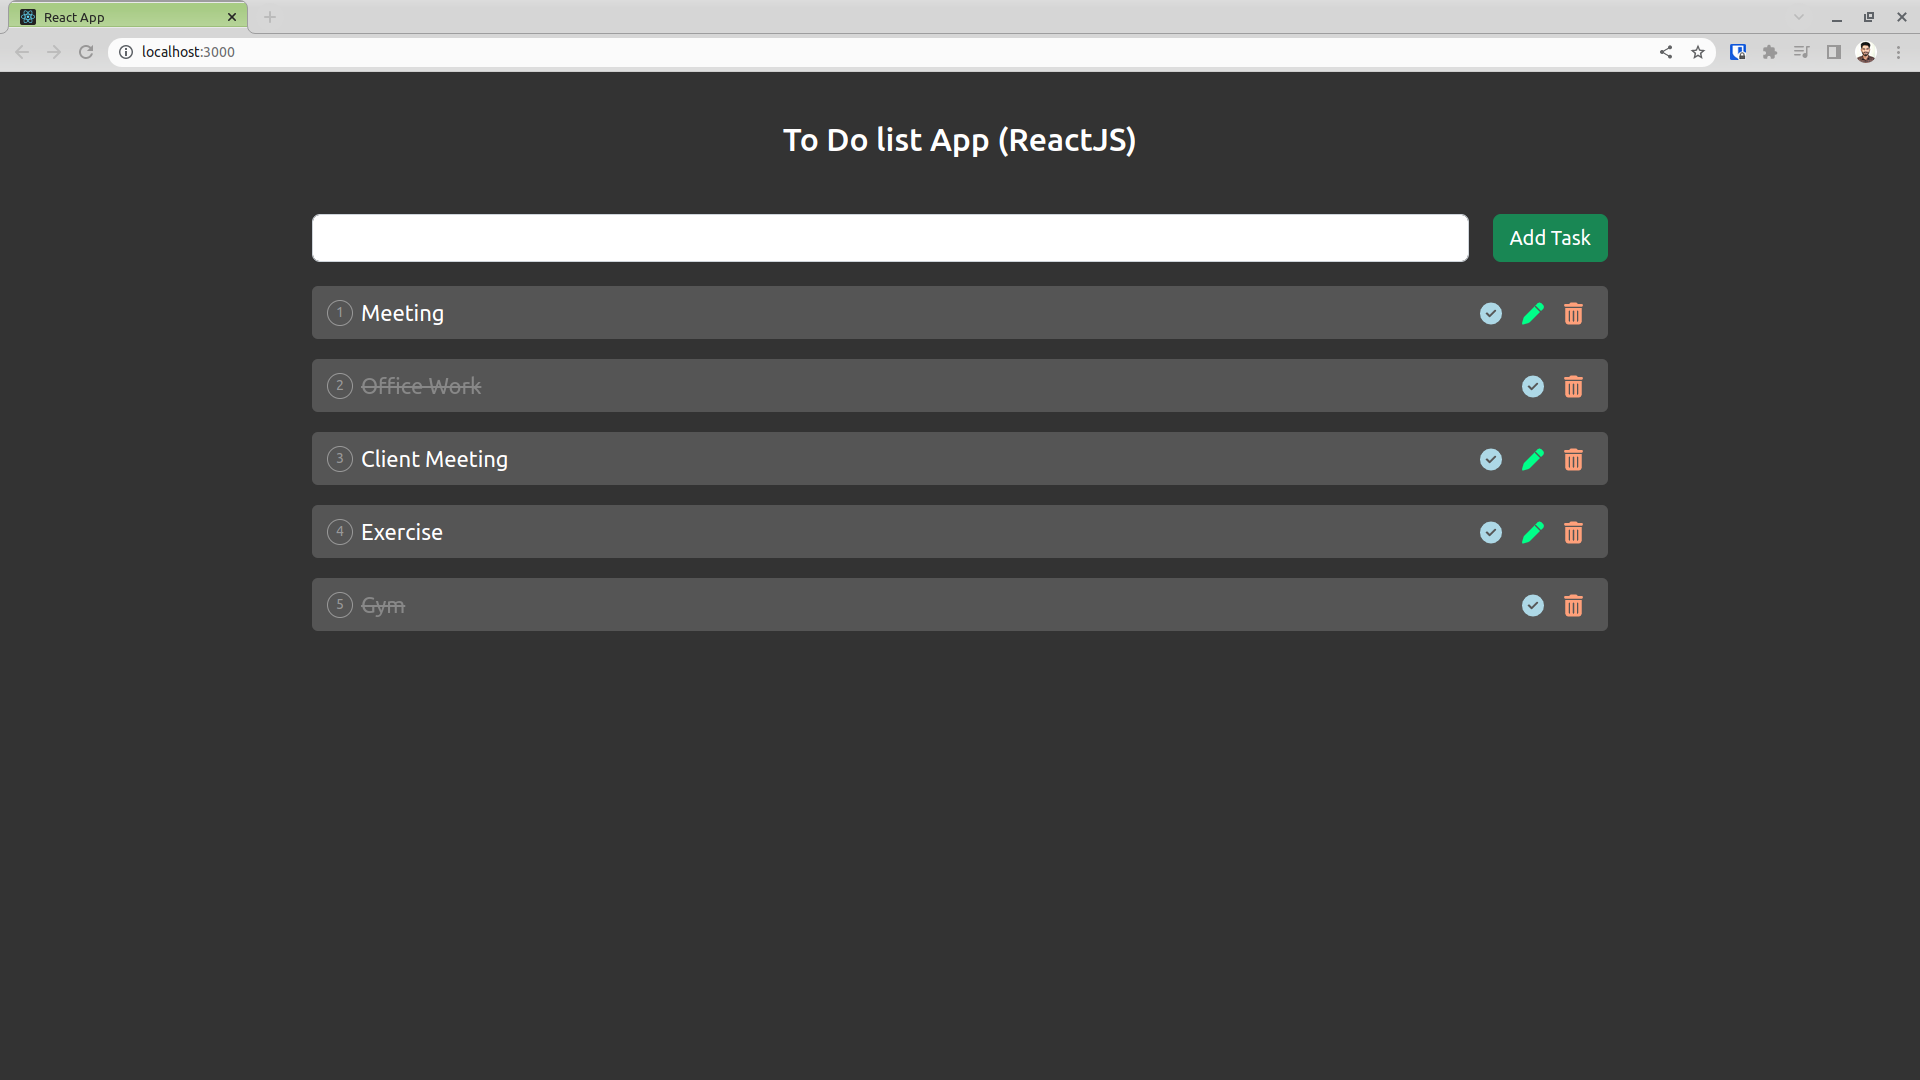 React App
localhost:3000
To Do list App (ReactJS)
Add Task
1 Meeting
2 Office Work
3 Client Meeting
4 Exercise
5 Gym